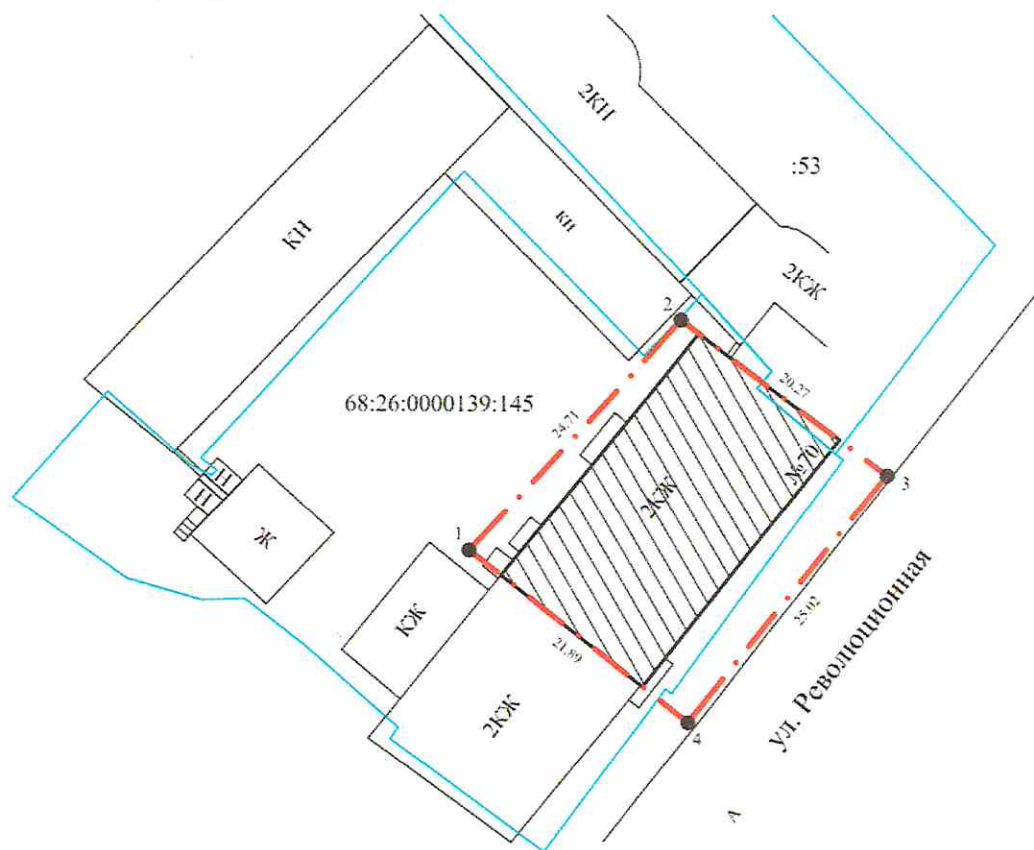 2КН
:53
КН
кн
2КЖ
2
20.27
68:26:0000139:145
24.71
№70
3
2КЖ
Н
Н
Ж
1
КЖ
25.02
21.89
ул. Революционная
2КЖ
4
А